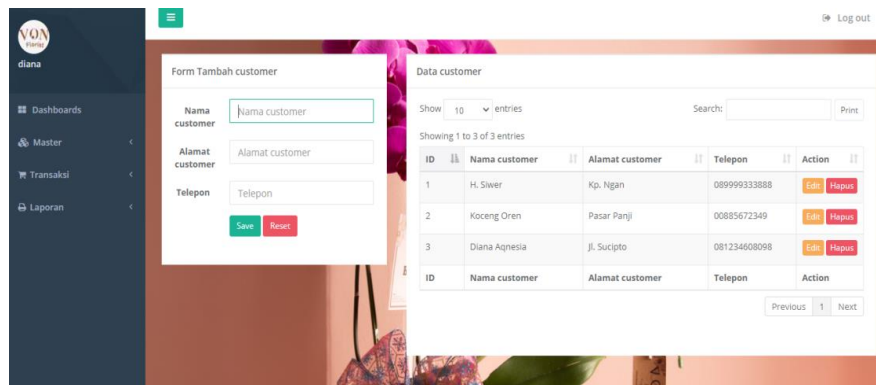 VON
Florist
diana
Dashboards
Master
Transaksi
Laporan
Log out
Form Tambah customer
Nama customer
Nama customer
Alamat customer
Alamat customer
Telepon
Telepon
Save Reset
Data customer
Show 10 entries
Search:
Print
Showing 1 to 3 of 3 entries
ID Nama customer Alamat customer Telepon Action
1 H. Siwer Kp. Ngan 089999333888 Edit Hapus
2 Koceng Oren Pasar Panji 00885672349 Edit Hapus
3 Diana Aqnesia Jl. Sucipto 081234608098 Edit Hapus
ID Nama customer Alamat customer Telepon Action
Previous 1 Next